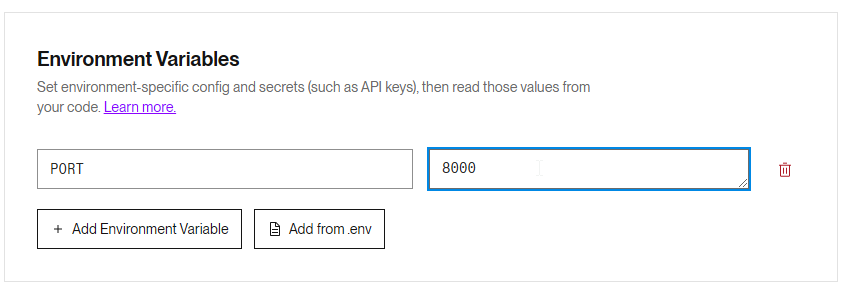 Environment Variables
Set environment-specific config and secrets (such as API keys), then read those values from
your code. Learn more.
PORT
8000
+ Add Environment Variable
Add from .env